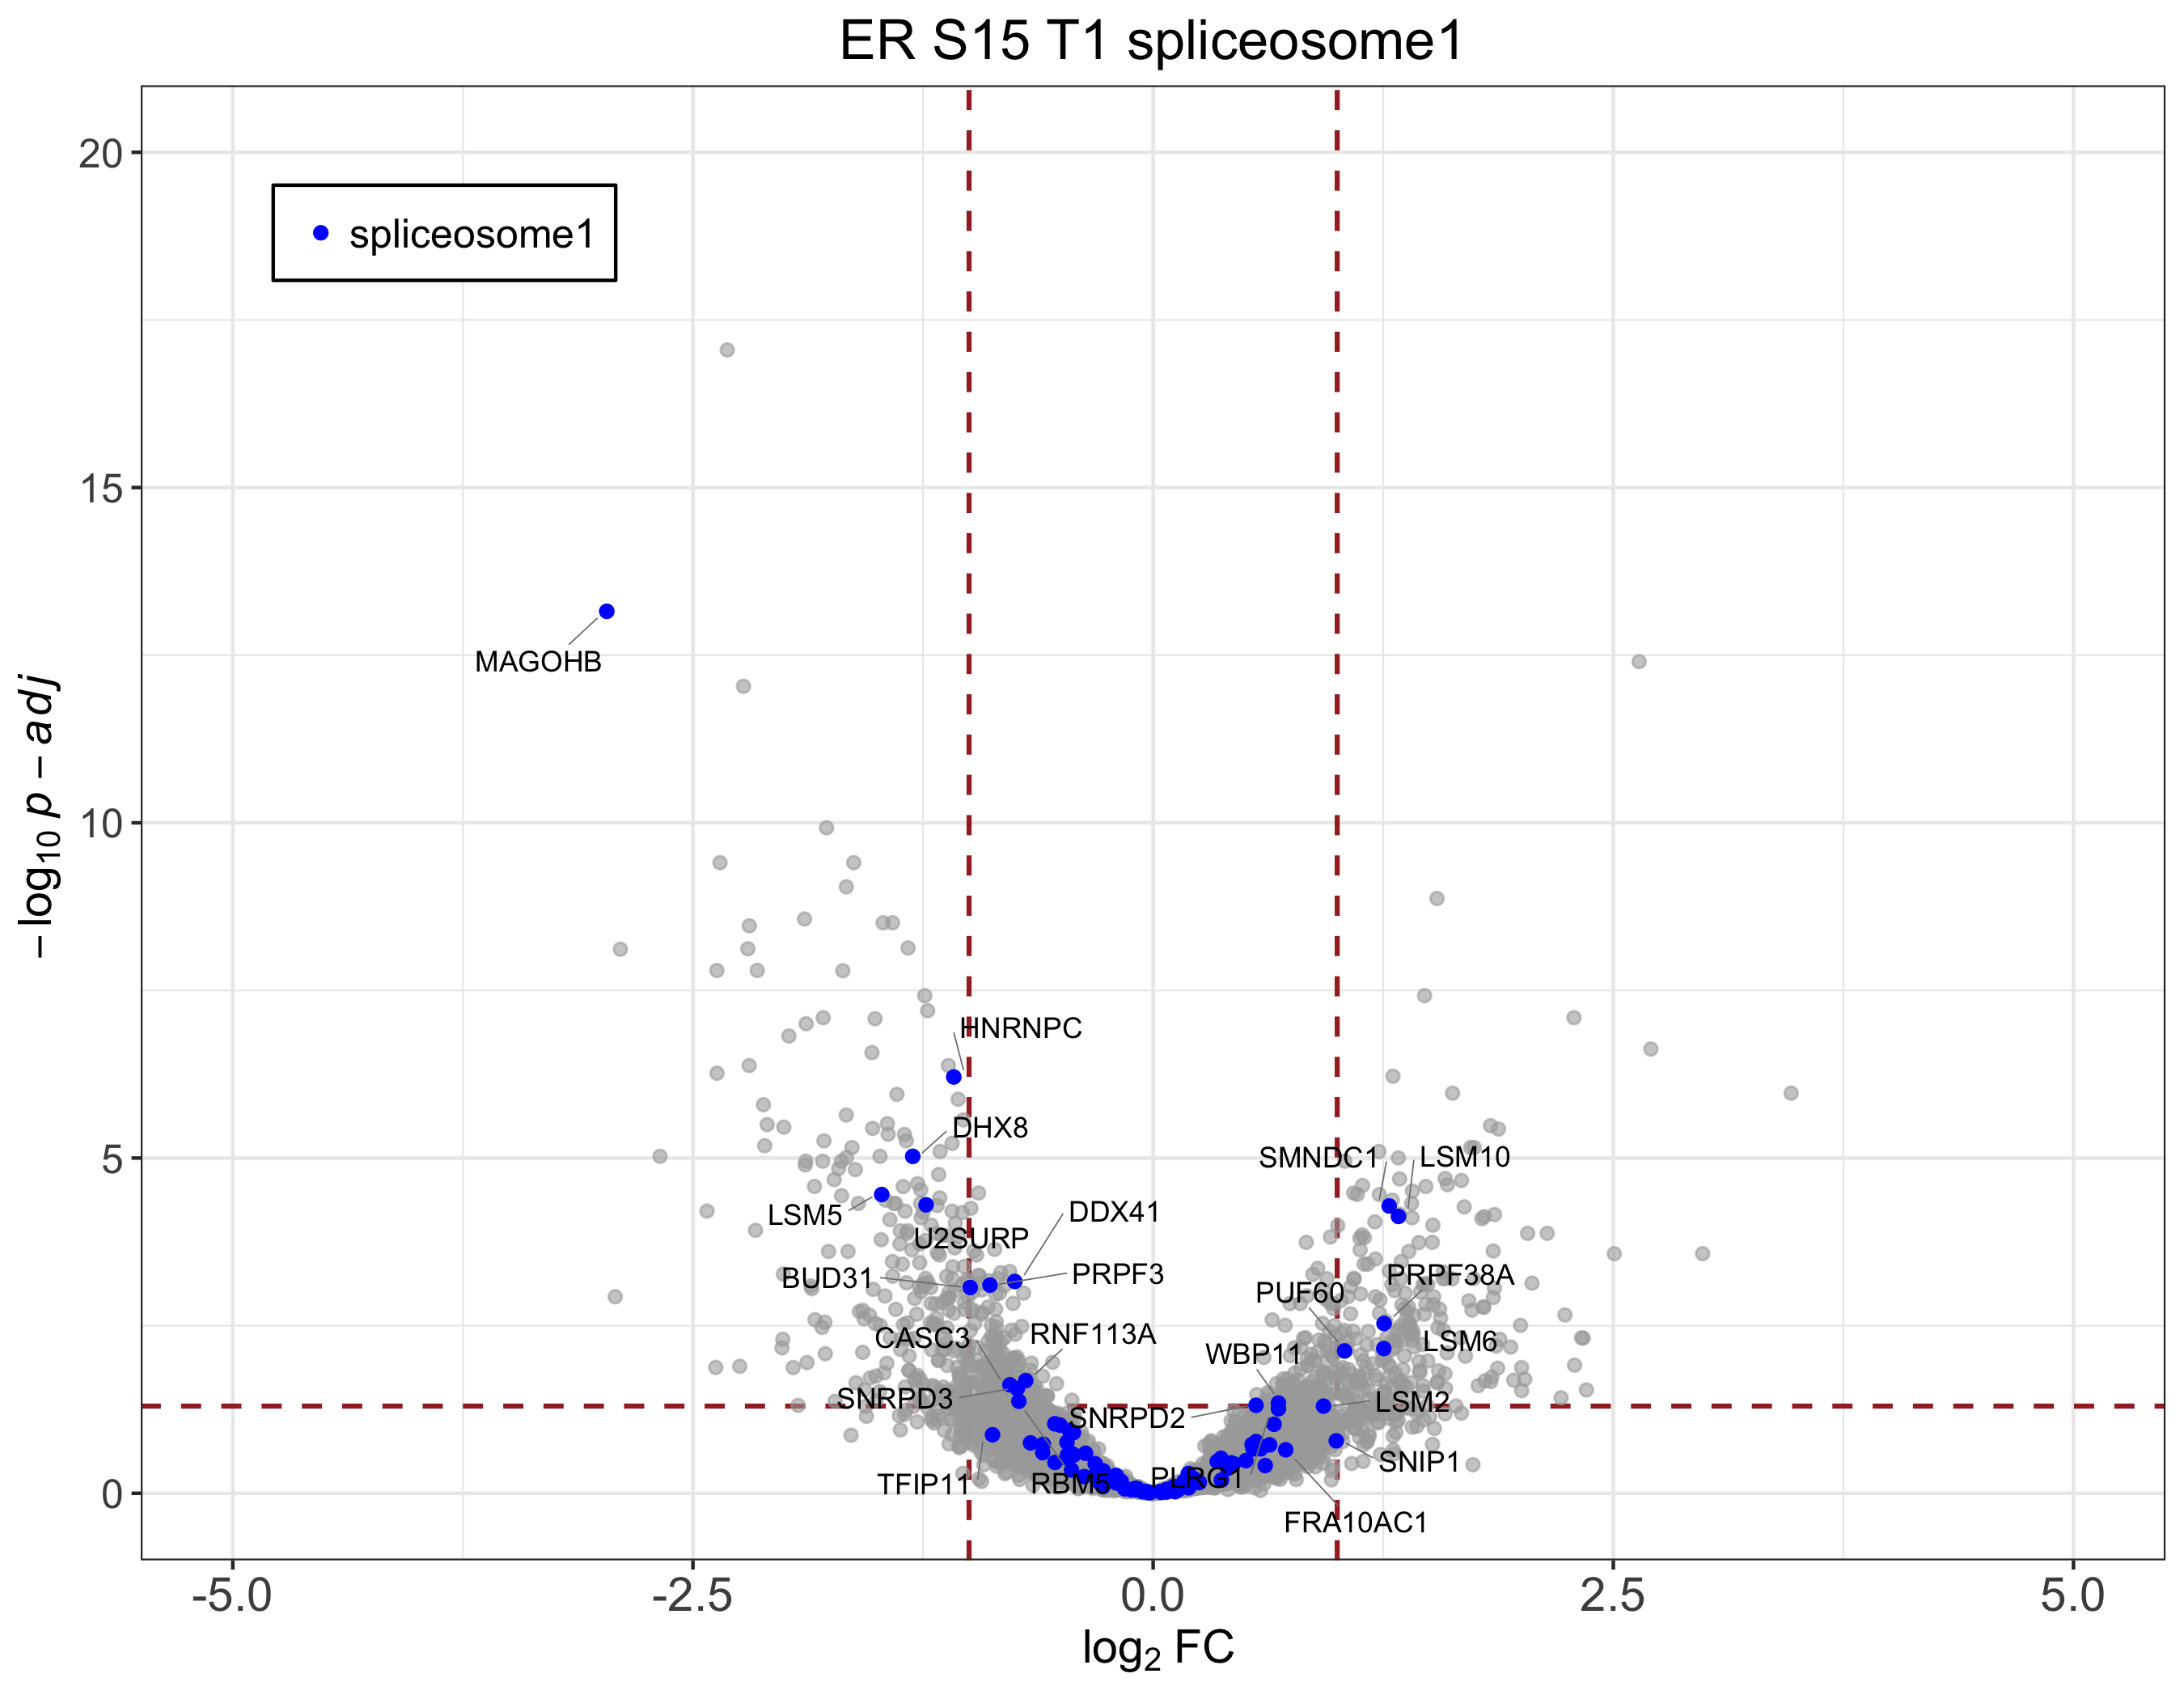 ER S15 T1 spliceosome1
20
15
10
5
0
−log10 p − adj
spliceosome1
MAGOHB
HNRNPC
DHX8
SMNDC1
LSM10
LSM5
DDX41
U2SURP
BUD31
PRPF3
PRPF38A
PUF60
CASC3
RNF113A
LSM6
WBP11
SNRPD3
LSM2
SNRPD2
SNIP1
TFIP11
RBM5
PLRG1
FRA10AC1
-5.0
-2.5
0.0
2.5
5.0
log2 FC